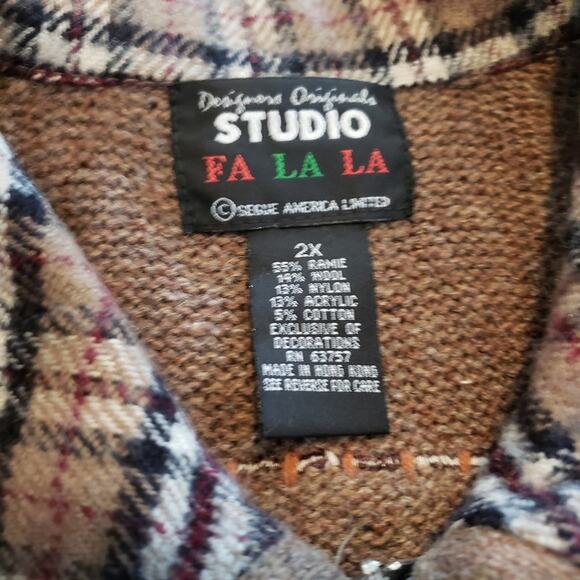 Designers Originals
STUDIO
FA LA LA
© SEGUE AMERICA LIMITED
2X
55% RAMIE
14% WOOL
13% NYLON
13% ACRYLIC
5% COTTON
EXCLUSIVE OF
DECORATIONS
RN 63757
MADE IN HONG KONG
SEE REVERSE FOR CARE